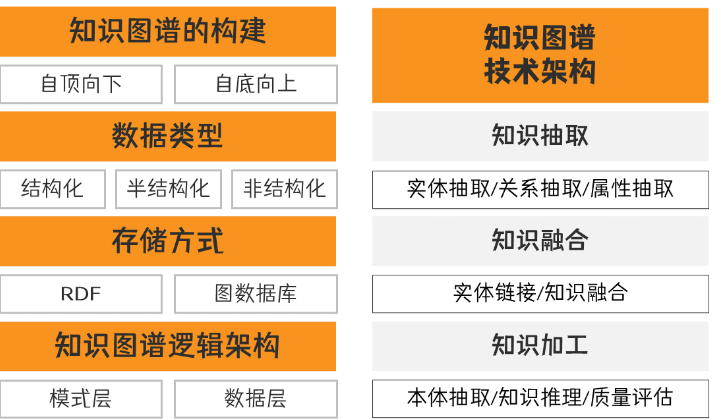 知识图谱的构建
自顶向下
自底向上
数据类型
结构化
半结构化
非结构化
存储方式
RDF
图数据库
知识图谱逻辑架构
模式层
数据层
知识图谱
技术架构
知识抽取
实体抽取/关系抽取/属性抽取
知识融合
实体链接/知识融合
知识加工
本体抽取/知识推理/质量评估